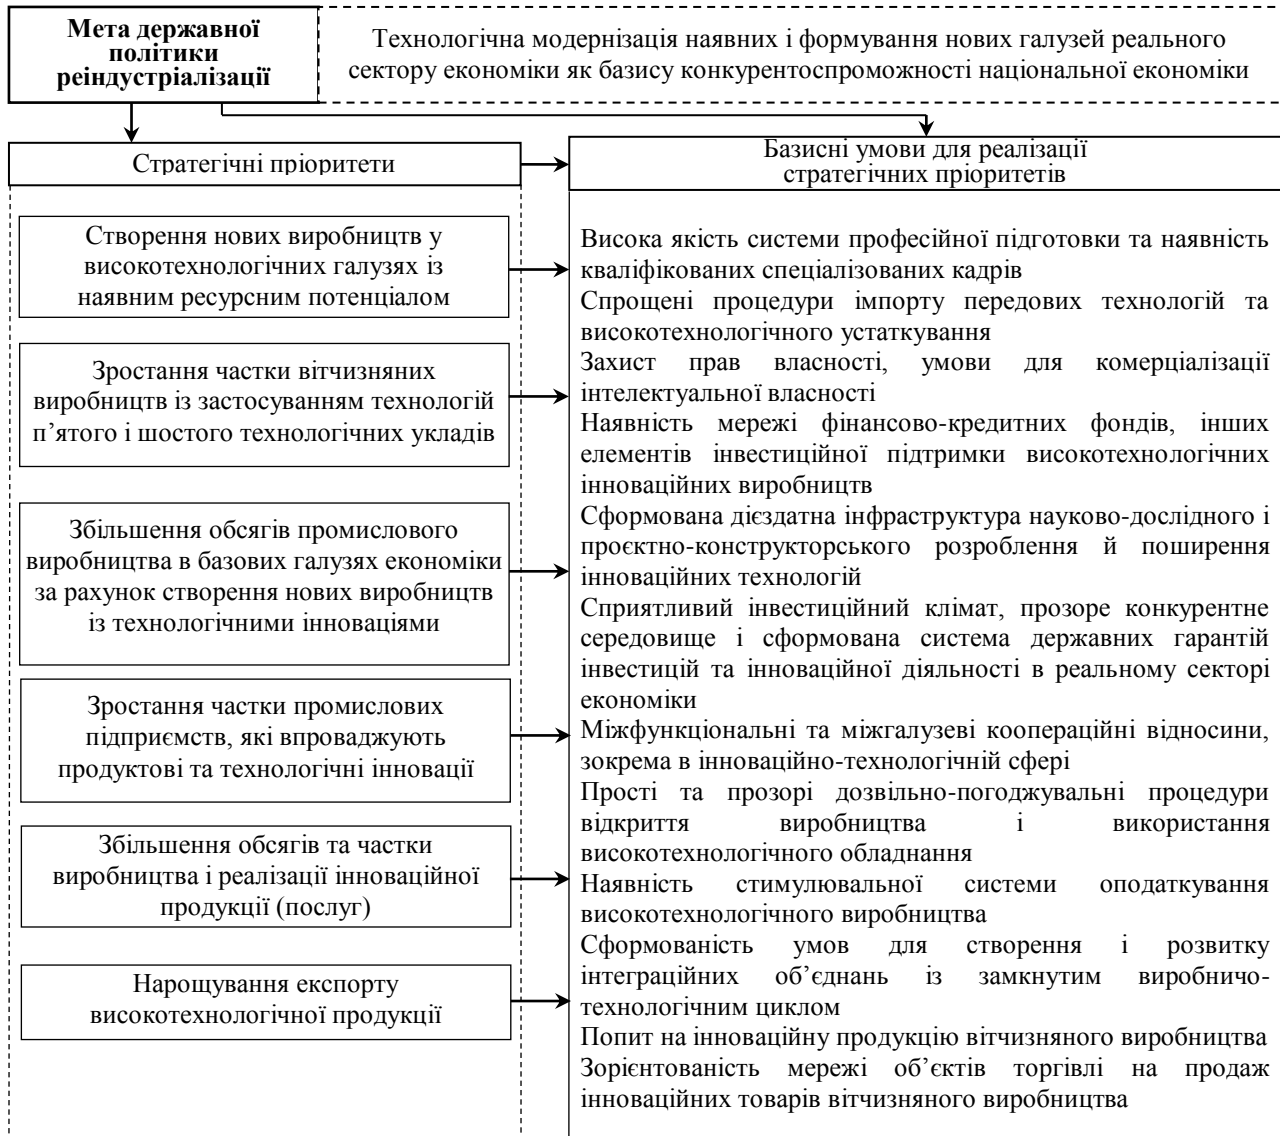 Мета державної
політики
реіндустріалізації
Технологічна модернізація наявних і формування нових галузей реального
сектору економіки як базису конкурентоспроможності національної економіки
Стратегічні пріоритети
Базисні умови для реалізації
стратегічних пріоритетів
Створення нових виробництв у
високотехнологічних галузях із
наявним ресурсним потенціалом
Зростання частки вітчизняних
виробництв із застосуванням технологій
п’ятого і шостого технологічних укладів
Збільшення обсягів промислового
виробництва в базових галузях економіки
за рахунок створення нових виробництв
із технологічними інноваціями
Зростання частки промислових
підприємств, які впроваджують
продуктові та технологічні інновації
Збільшення обсягів та частки
виробництва і реалізації інноваційної
продукції (послуг)
Нарощування експорту
високотехнологічної продукції
Висока якість системи професійної підготовки та наявність
кваліфікованих спеціалізованих кадрів
Спрощені процедури імпорту передових технологій та
високотехнологічного устаткування
Захист прав власності, умови для комерціалізації
інтелектуальної власності
Наявність мережі фінансово-кредитних фондів, інших
елементів інвестиційної підтримки високотехнологічних
інноваційних виробництв
Сформована дієздатна інфраструктура науково-дослідного і
проєктно-конструкторського розроблення й поширення
інноваційних технологій
Сприятливий інвестиційний клімат, прозоре конкурентне
середовище і сформована система державних гарантій
інвестицій та інноваційної діяльності в реальному секторі
економіки
Міжфункціональні та міжгалузеві коопераційні відносини,
зокрема в інноваційно-технологічній сфері
Прості та прозорі дозвільно-погоджувальні процедури
відкриття виробництва і використання
високотехнологічного обладнання
Наявність стимулювальної системи оподаткування
високотехнологічного виробництва
Сформованість умов для створення і розвитку
інтеграційних об’єднань із замкнутим виробничо-
технологічним циклом
Попит на інноваційну продукцію вітчизняного виробництва
Зорієнтованість мережі об’єктів торгівлі на продаж
інноваційних товарів вітчизняного виробництва